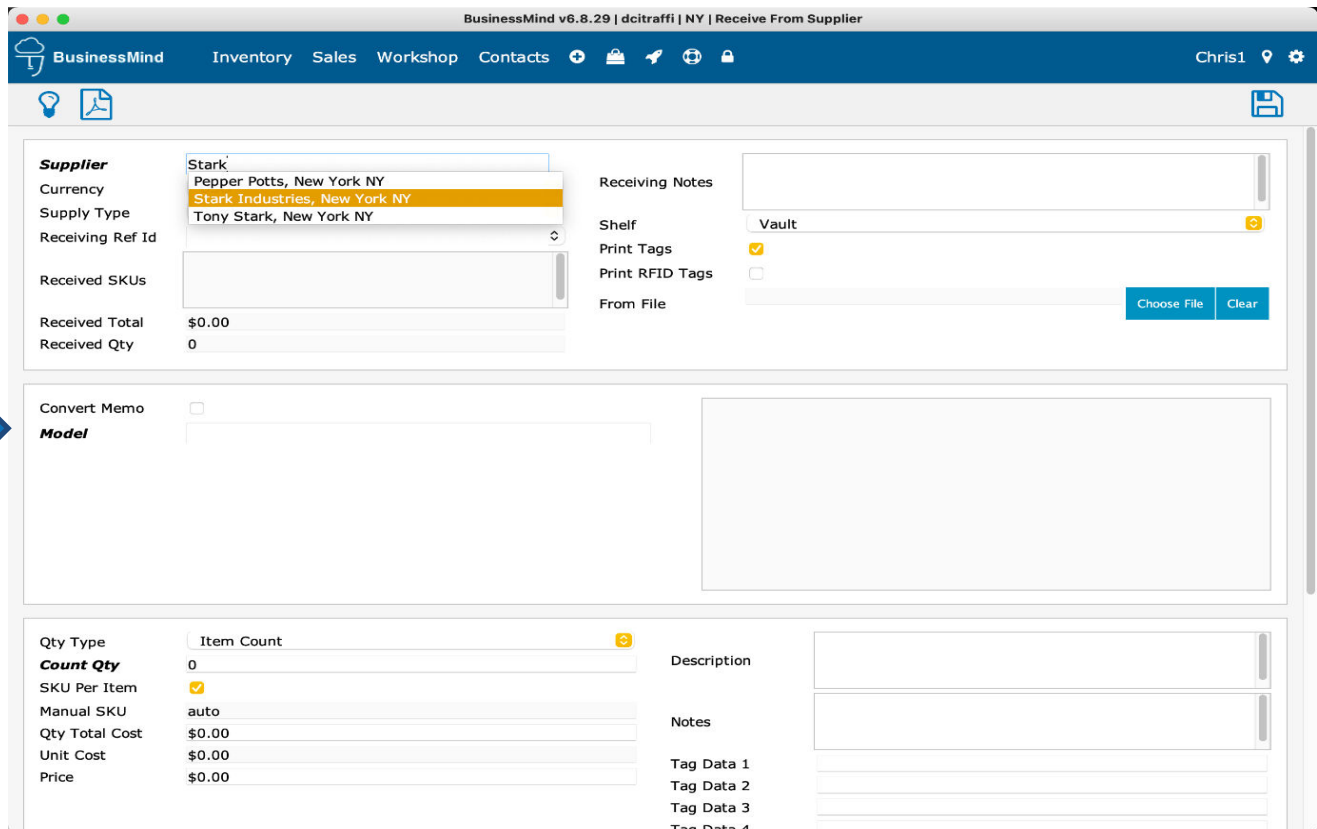 BusinessMind v6.8.29 | dcitraffi | NY | Receive From Supplier
BusinessMind Inventory Sales Workshop Contacts Chris1
Supplier Stark
Pepper Potts, New York NY
Stark Industries, New York NY
Tony Stark, New York NY
Currency
Supply Type
Receiving Ref Id
Received SKUs
Received Total $0.00
Received Qty 0
Receiving Notes
Shelf Vault
Print Tags
Print RFID Tags
From File Choose File Clear
Convert Memo
Model
Qty Type Item Count
Count Qty 0
SKU Per Item
Manual SKU auto
Qty Total Cost $0.00
Unit Cost $0.00
Price $0.00
Description
Notes
Tag Data 1
Tag Data 2
Tag Data 3
Tag Data 4